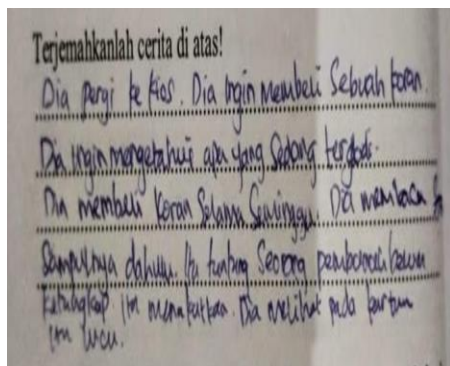 Terjemahkanlah cerita di atas!
Dia pergi ke kios. Dia ingin membeli Sebuah koran.
Dia ingin mengetahui apa yang Sedang terjadi.
Dia membeli Koran Selama Seminggu. Dia membaca
Sampulnya dahulu. Itu tentang Seorang pembunuh belum
Ketangkap itu menakutkan. Dia melihat pada kartun
itu lucu.